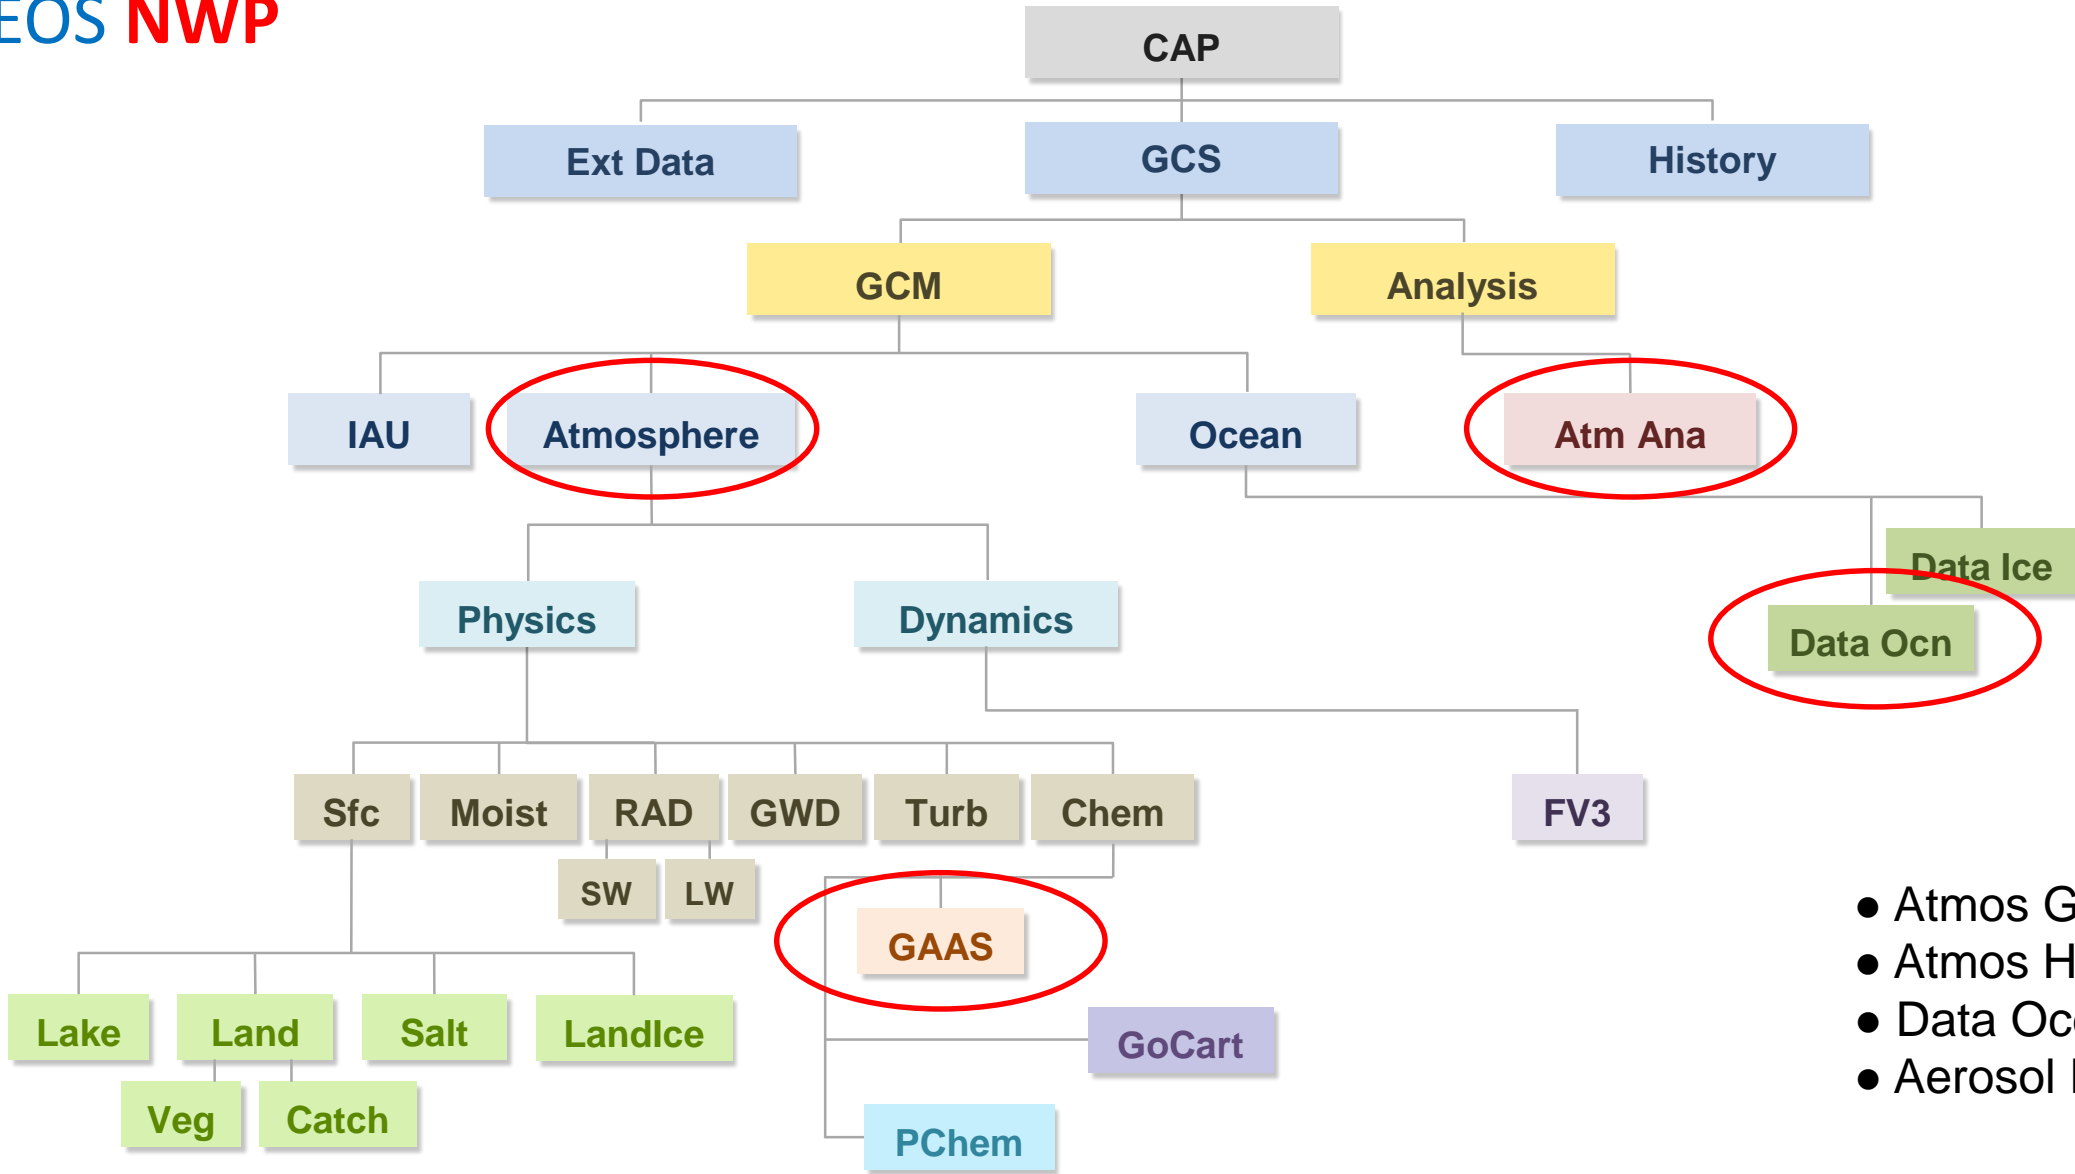 EOS NWP
CAP
Ext Data
GCS
History
GCM
Analysis
IAU
Atmosphere
Ocean
Atm Ana
Data Ice
Physics
Dynamics
Data Ocn
Sfc
Moist
RAD
GWD
Turb
Chem
FV3
SW
LW
● Atmos
GAAS
● Atmos
Lake
Land
Salt
LandIce
● Data
GoCart
● Aerosol
Veg
Catch
PChem